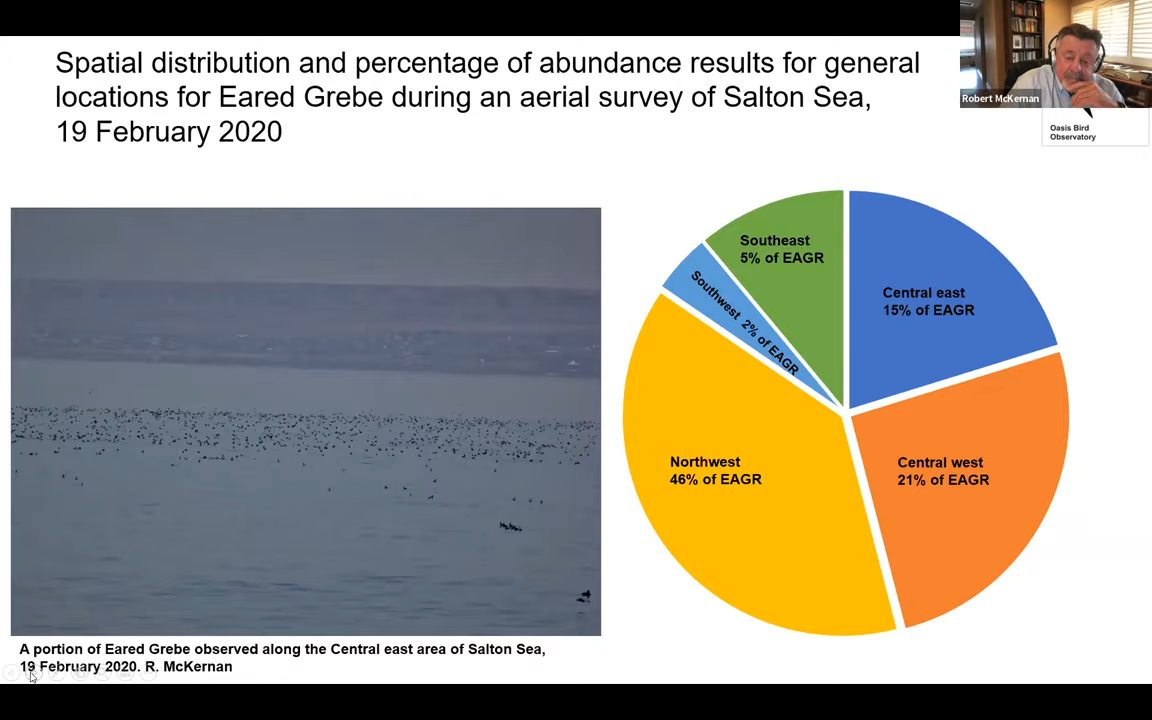 Spatial distribution and percentage of abundance results for general
locations for Eared Grebe during an aerial survey of Salton Sea,
19 February 2020
Robert McKernan
Oasis Bird
Observatory
Southeast
5% of EAGR
Southwest 2% of EAGR
Central east
15% of EAGR
Northwest
46% of EAGR
Central west
21% of EAGR
A portion of Eared Grebe observed along the Central east area of Salton Sea,
19 February 2020. R. McKernan